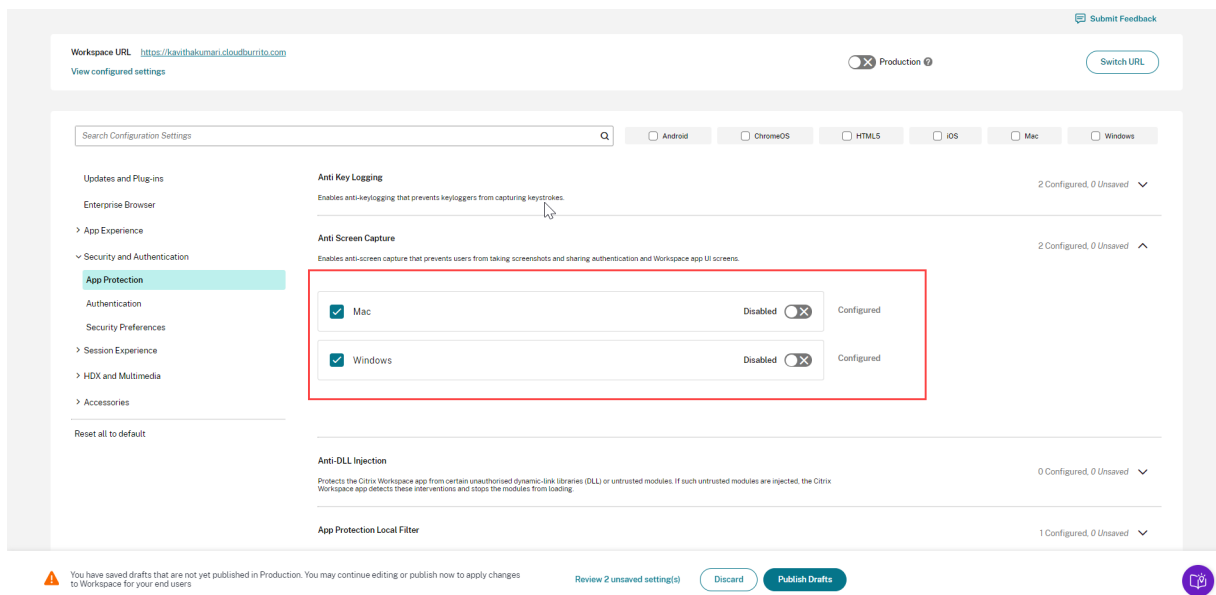 Submit Feedback
Workspace URL https://kavithakumari.cloudburrito.com
View configured settings
Production
Switch URL
Search Configuration Settings
Android
ChromeOS
HTML5
iOS
Mac
Windows
Updates and Plug-ins
Enterprise Browser
App Experience
Security and Authentication
App Protection
Authentication
Security Preferences
Session Experience
HDX and Multimedia
Accessories
Reset all to default
Anti Key Logging
2 Configured, 0 Unsaved
Enables anti-keylogging that prevents keyloggers from capturing keystrokes.
Anti Screen Capture
2 Configured, 0 Unsaved
Enables anti-screen capture that prevents users from taking screenshots and sharing authentication and Workspace app UI screens.
Mac Disabled Configured
Windows Disabled Configured
Anti-DLL Injection
0 Configured, 0 Unsaved
Protects the Citrix Workspace app from certain unauthorised dynamic-link libraries (DLL) or untrusted modules. If such untrusted modules are injected, the Citrix
Workspace app detects these interventions and stops the modules from loading.
App Protection Local Filter
1 Configured, 0 Unsaved
You have saved drafts that are not yet published in Production. You may continue editing or publish now to apply changes
to Workspace for your end users
Review 2 unsaved setting(s)
Discard
Publish Drafts